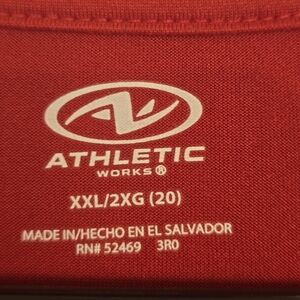 ATHLETIC
WORKS®
XXL/2XG (20)
MADE IN/HECHO EN EL SALVADOR
RN# 52469 3R0